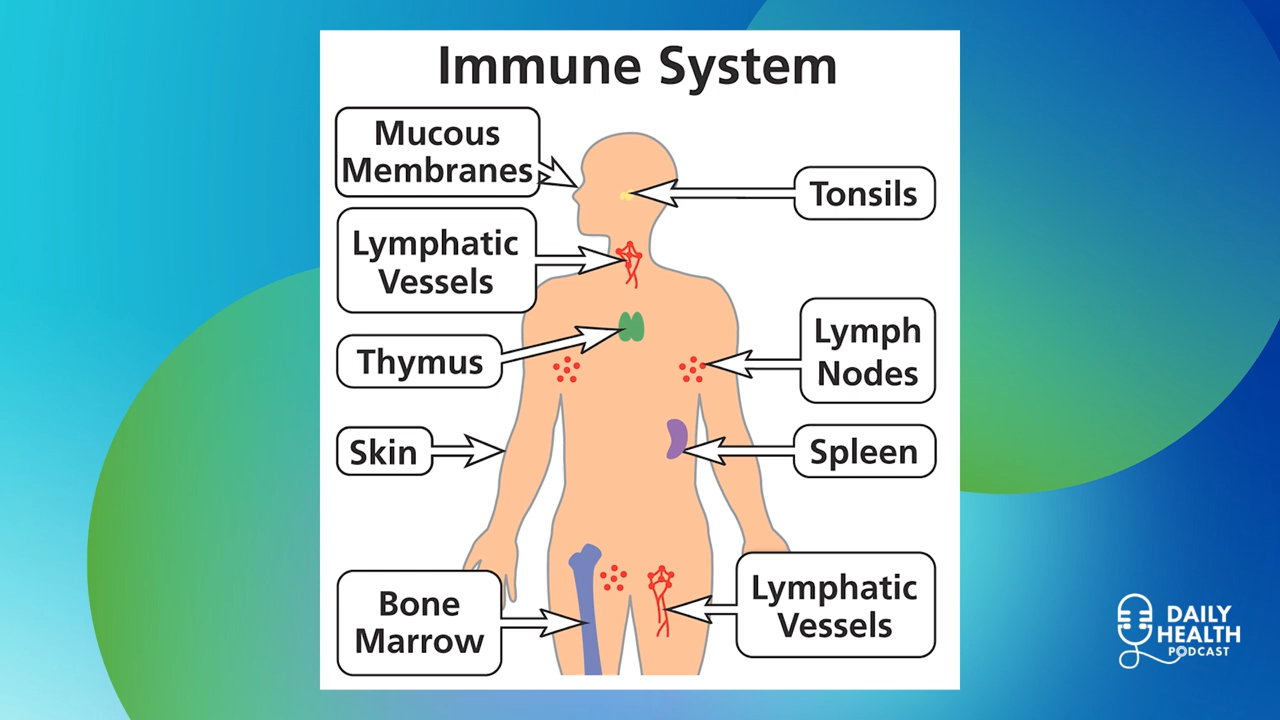 Immune System
Mucous
Membranes
Tonsils
Lymphatic
Vessels
Lymph
Nodes
Thymus
Skin
Spleen
Bone
Marrow
Lymphatic
Vessels
DAILY
HEALTH
PODCAST